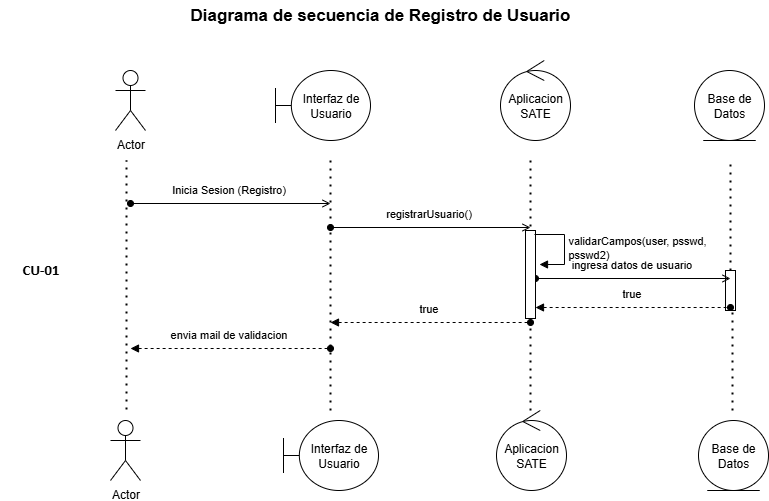 Diagrama de secuencia de Registro de Usuario
Interfaz de
Usuario
Aplicacion
SATE
Base de
Datos
Actor
Inicia Sesion (Registro)
registrarUsuario()
validarCampos(user, psswd,
psswd2)
ingresa datos de usuario
CU-01
true
true
envia mail de validacion
Interfaz de
Usuario
Aplicacion
SATE
Base de
Datos
Actor